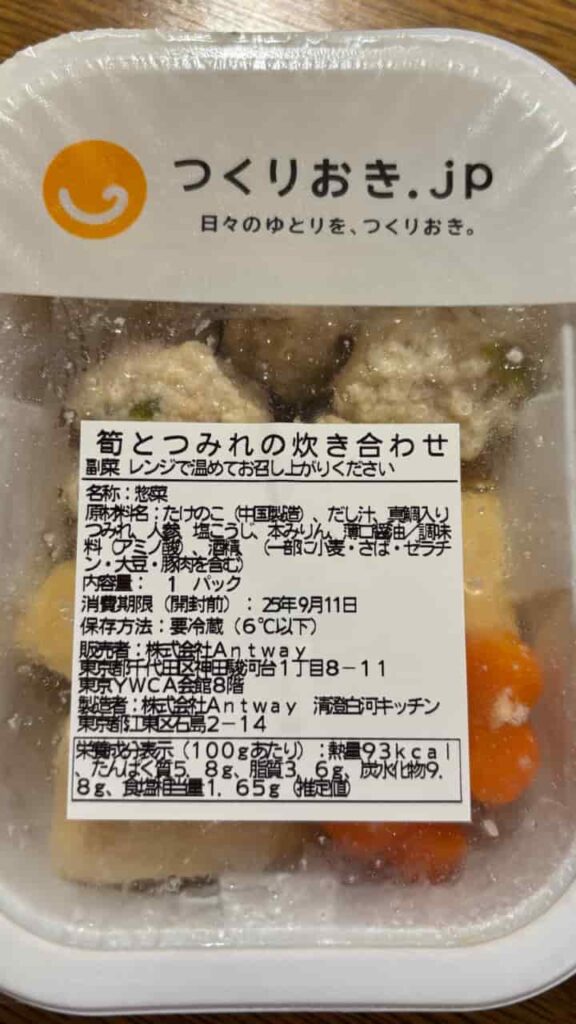 つくりおき.jp
日々のゆとりを、つくりおき。
筍とつみれの炊き合わせ
副菜 レンジで温めてお召し上がりください
名称：惣菜
原材料名：たけのこ（中国製造）、だし汁、真鯛入り
つみれ、人参、塩こうじ、本みりん、薄口醤油／調味
料（アミノ酸）、酒精、（一部に小麦・さば・ゼラチ
ン・大豆・豚肉を含む）
内容量： 1 パック
消費期限（開封前）：25年9月11日
保存方法：要冷蔵（6℃以下）
販売者：株式会社Antway
東京都千代田区神田駿河台1丁目8-11
東京YWCA会館8階
製造者：株式会社Antway 清澄白河キッチン
東京都江東区石島2-14
栄養成分表示（100gあたり）：熱量93kcal
、たんぱく質5.8g、脂質3.6g、炭水化物9.
8g、食塩相当量1.65g（推定値）